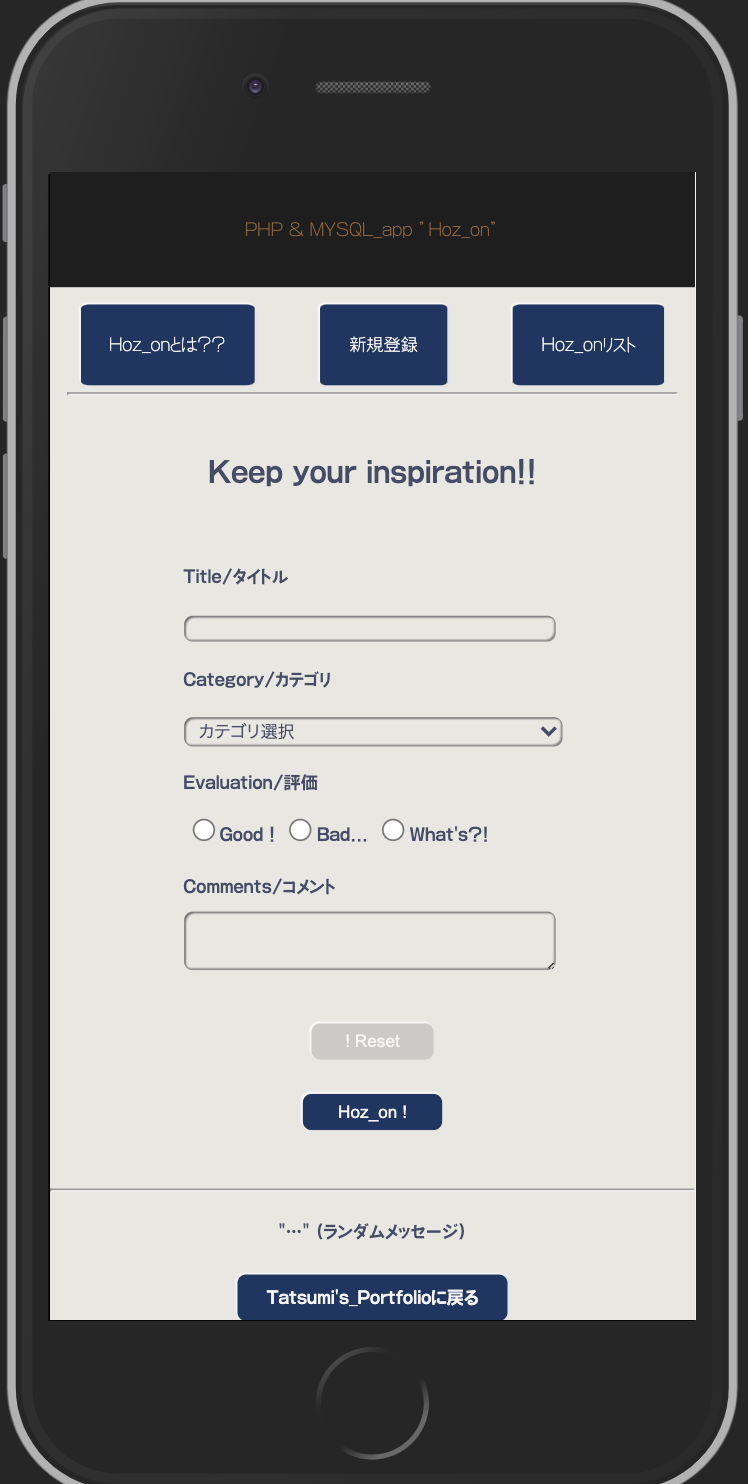 PHP & MYSQL_app ”Hoz_on”
Hoz_onとは??
新規登録
Hoz_onリスト
Keep your inspiration!!
Title/タイトル
Category/カテゴリ
カテゴリ選択
Evaluation/評価
Good ! Bad... What's?!
Comments/コメント
! Reset
Hoz_on !
"…" (ランダムメッセージ)
Tatsumi's_Portfolioに戻る